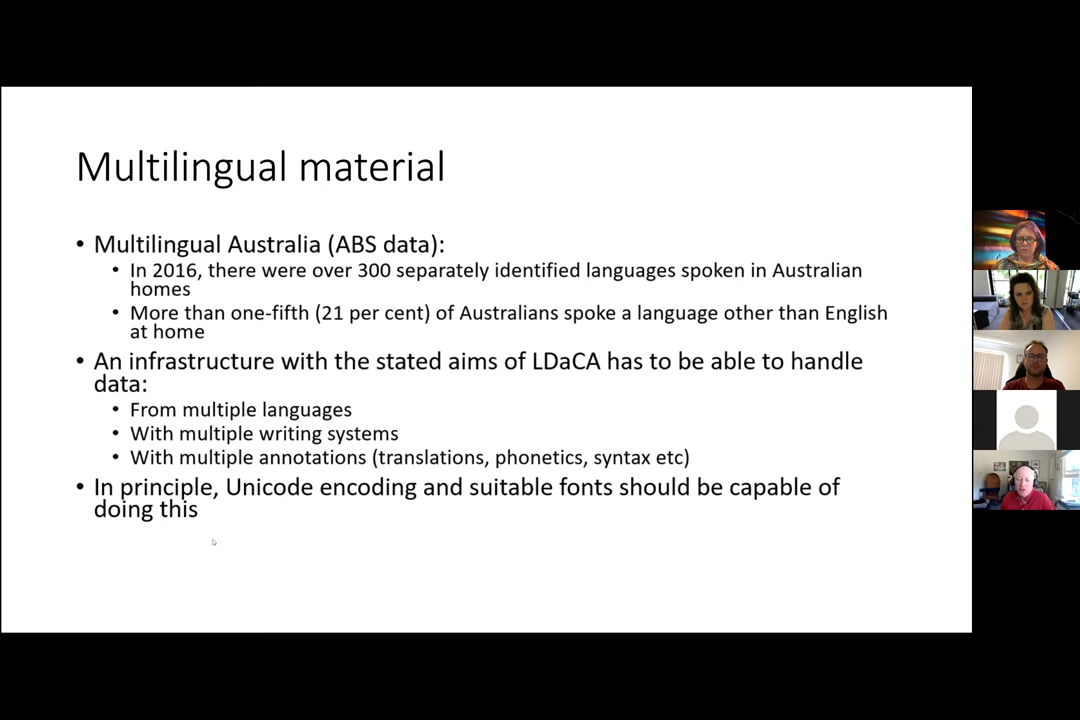 Multilingual material
• Multilingual Australia (ABS data):
• In 2016, there were over 300 separately identified languages spoken in Australian
homes
• More than one-fifth (21 per cent) of Australians spoke a language other than English
at home
• An infrastructure with the stated aims of LDaCA has to be able to handle
data:
• From multiple languages
• With multiple writing systems
• With multiple annotations (translations, phonetics, syntax etc)
• In principle, Unicode encoding and suitable fonts should be capable of
doing this